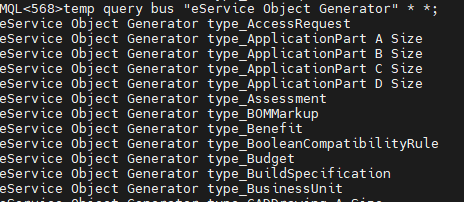 MQL<568>temp query bus "eService Object Generator" * *;
eService Object Generator type_AccessRequest
eService Object Generator type_ApplicationPart A Size
eService Object Generator type_ApplicationPart B Size
eService Object Generator type_ApplicationPart C Size
eService Object Generator type_ApplicationPart D Size
eService Object Generator type_Assessment
eService Object Generator type_BOMMarkup
eService Object Generator type_Benefit
eService Object Generator type_BooleanCompatibilityRule
eService Object Generator type_Budget
eService Object Generator type_BuildSpecification
eService Object Generator type_BusinessUnit
eService Object Generator type_CADDrawing A Size